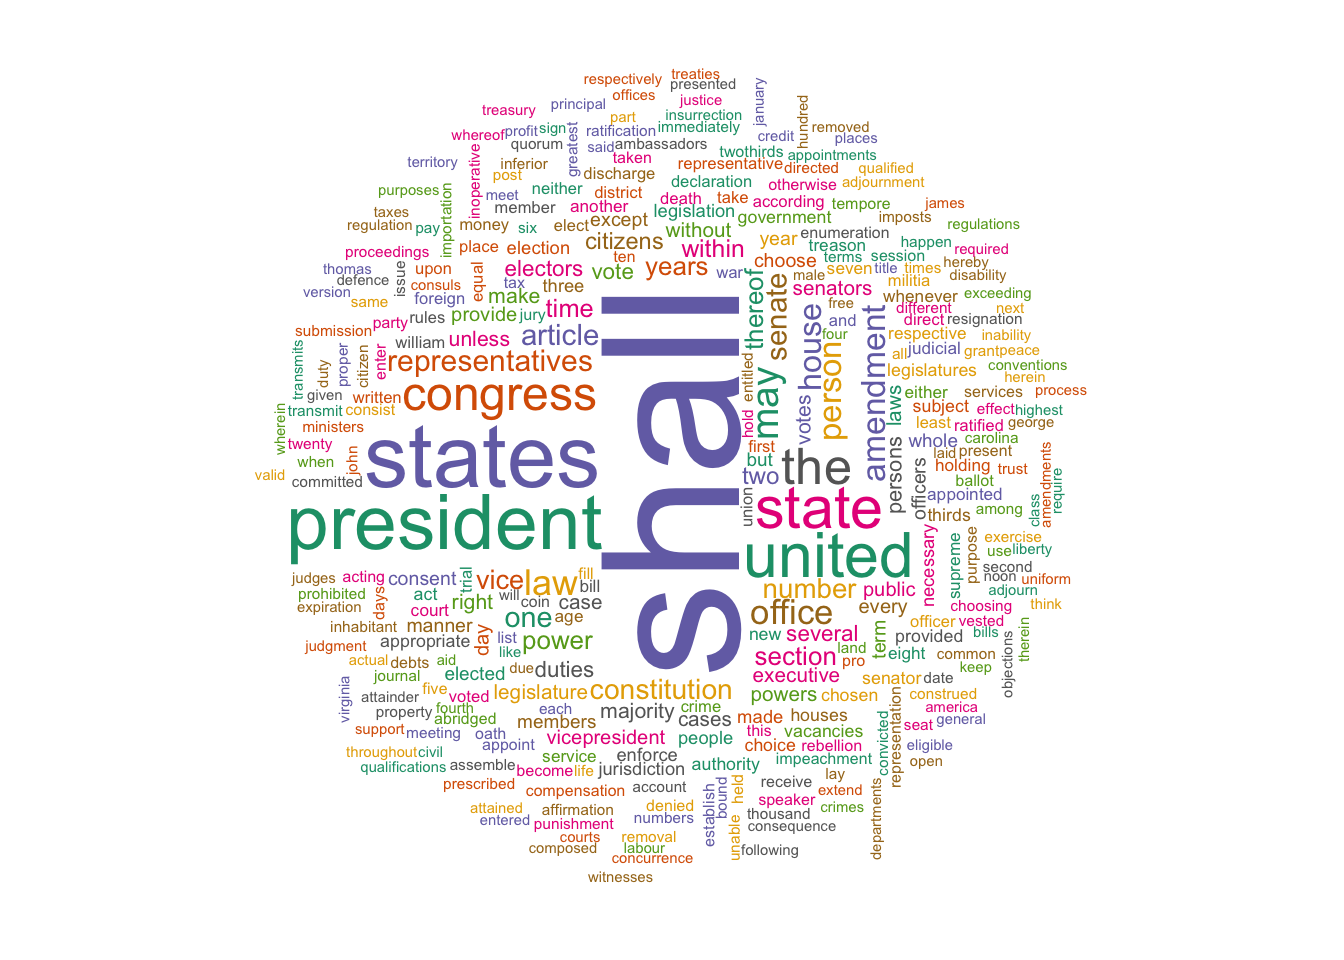 respectively treaties
offices presented
treasury principal justice january
part insurrection hundred
whereof profit sign ratification immediately credit removed
quorum greatest said ambassadors places
territory inoperative inferior taken twothirds appointments
post discharge representative directed qualified
purposes importation meet neither declaration otherwise adjournment
member another district death take according tempore james
taxes legislation government imposts
regulation pay money six elect except without enumeration regulations
proceedings place election citizens within year treason happen required
thomas upon ten terms session hereby
defence issue consuls equal electors vote years war choose male seven title times disability
version foreign tax three senators militia
same make thereof senate whenever exceeding
rules provide jury time free different next
party house and direct resignation
submission william unless article four respective inability
transmits duty proper citizen enter representatives all judicial grant peace
given congress entitled may person amendment legislatures conventions
herein
written votes laws either services process
transmit consist hold subject effect highest
wherein ministers shall first least ratified george
twenty but persons whole carolina
when states laid present
valid john two the holding trust
committed officers appointed ballot amendments
union state among class require
president thirds
united necessary supreme purpose exercise
use liberty
second
judges acting consent trial vice law fill number public noon uniform
prohibited act will bill adjourn
expiration days court right coin case office every choosing think
inhabitant manner one age officer vested
judgment appropriate day list power new several term provided bills objections therein
actual debts aid like due duties section land pro eight common
journal elected executive keep
virginia attainder five voted legislature constitution powers chosen senator date construed
property fourth each crime america
support abridged members majority cases made houses representation seat general
meeting oath vicepresident people this vacancies
throughout civil appoint enforce choice rebellion convicted eligible
qualifications assemble become service life jurisdiction authority impeachment open
prescribed compensation account receive lay
attained affirmation denied establish bound held speaker extend departments
entered punishment numbers thousand crimes
courts removal unable consequence
composed labour following
concurrence
witnesses